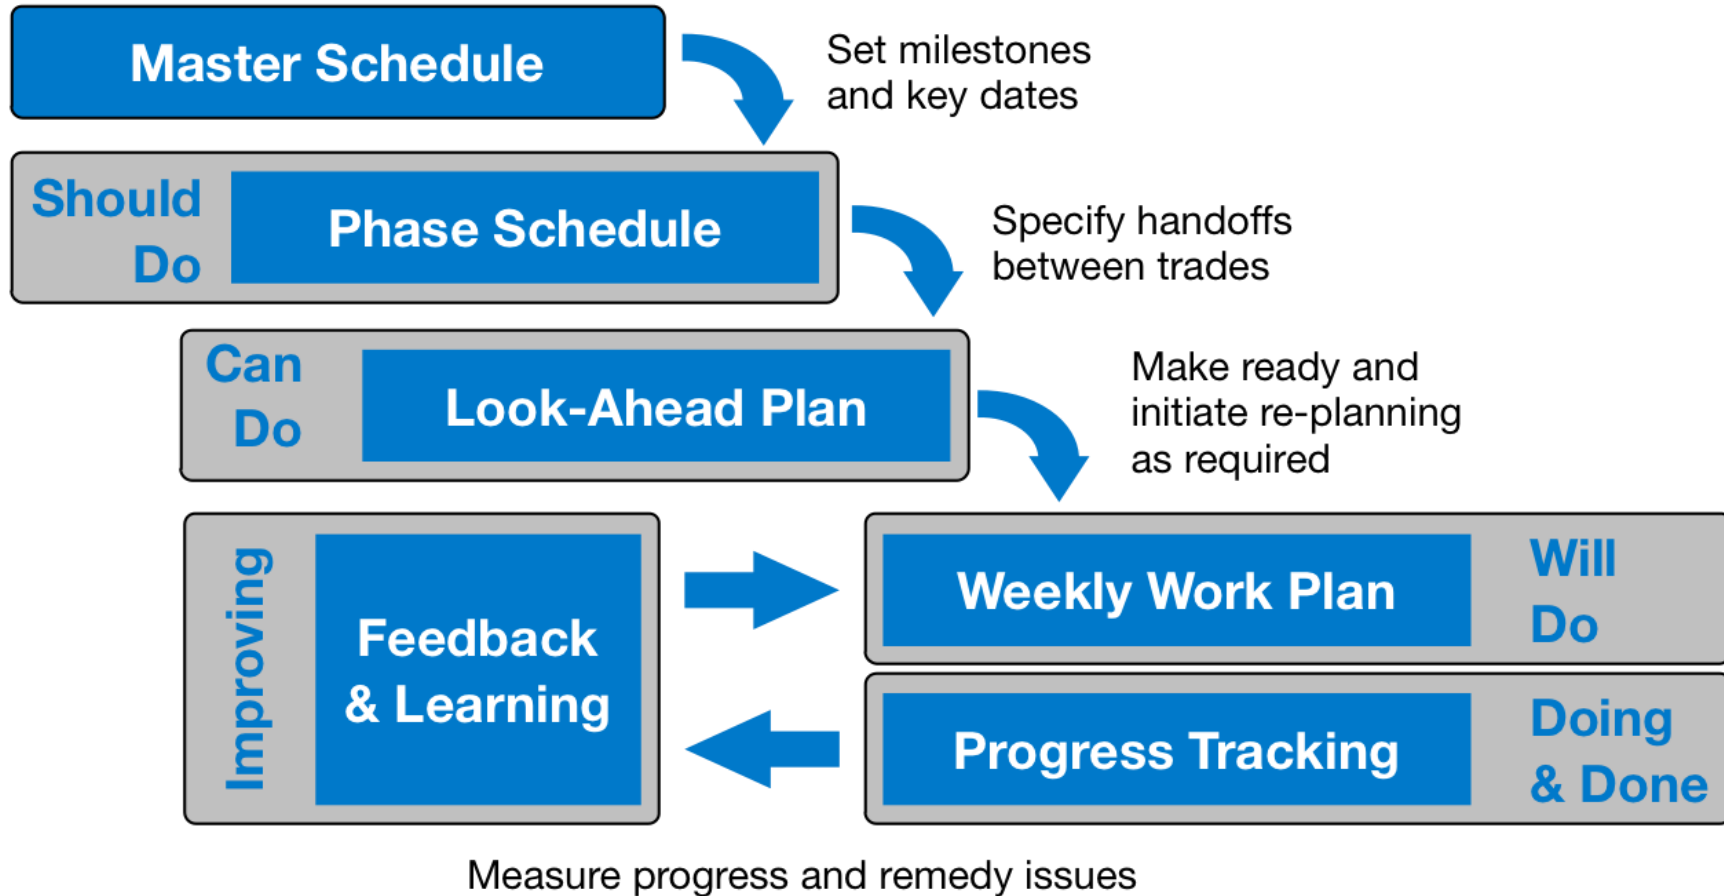 Master Schedule
Set milestones
and key dates
Should
Do
Phase Schedule
Specify handoffs
between trades
Can
Do
Look-Ahead Plan
Make ready and
initiate re-planning
as required
Improving
Feedback
& Learning
Weekly Work Plan
Will
Do
Progress Tracking
Doing
& Done
Measure progress and remedy issues